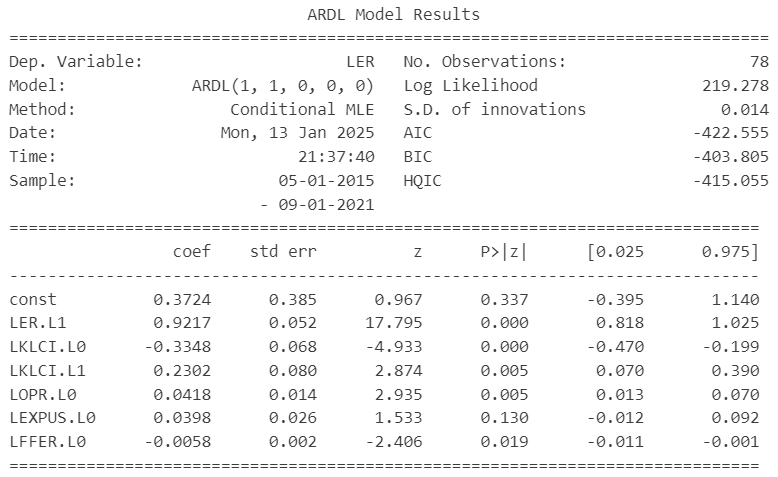 ARDL Model Results
==============================================================================
Dep. Variable:                    LER   No. Observations:                   78
Model:            ARDL(1, 1, 0, 0, 0)   Log Likelihood                 219.278
Method:               Conditional MLE   S.D. of innovations              0.014
Date:                Mon, 13 Jan 2025   AIC                           -422.555
Time:                        21:37:40   BIC                           -403.805
Sample:                    05-01-2015   HQIC                          -415.055
                         - 09-01-2021
==============================================================================
                 coef    std err          z      P>|z|      [0.025      0.975]
------------------------------------------------------------------------------
const          0.3724      0.385      0.967      0.337      -0.395       1.140
LER.L1         0.9217      0.052     17.795      0.000       0.818       1.025
LKLCI.L0      -0.3348      0.068     -4.933      0.000      -0.470      -0.199
LKLCI.L1       0.2302      0.080      2.874      0.005       0.070       0.390
LOPR.L0        0.0418      0.014      2.935      0.005       0.013       0.070
LEXPUS.L0      0.0398      0.026      1.533      0.130      -0.012       0.092
LFFER.L0      -0.0058      0.002     -2.406      0.019      -0.011      -0.001
==============================================================================